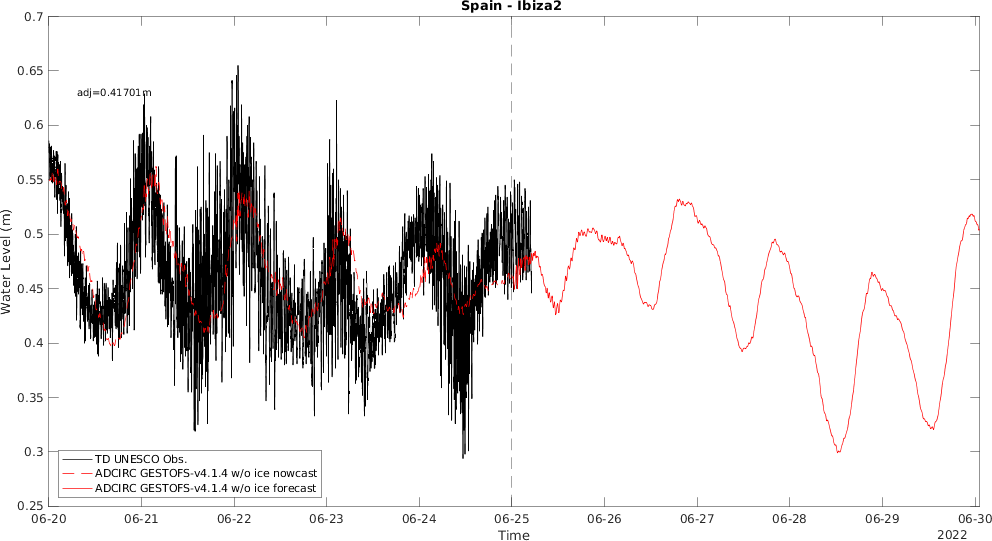 Spain - Ibiza2
0.7
0.65
0.6
0.55
0.5
0.45
0.4
0.35
0.3
0.25
Water Level (m)
adj=0.41701m
TD UNESCO Obs.
ADCIRC GESTOFS-v4.1.4 w/o ice nowcast
ADCIRC GESTOFS-v4.1.4 w/o ice forecast
06-20 06-21 06-22 06-23 06-24 06-25 06-26 06-27 06-28 06-29 06-30
Time
2022